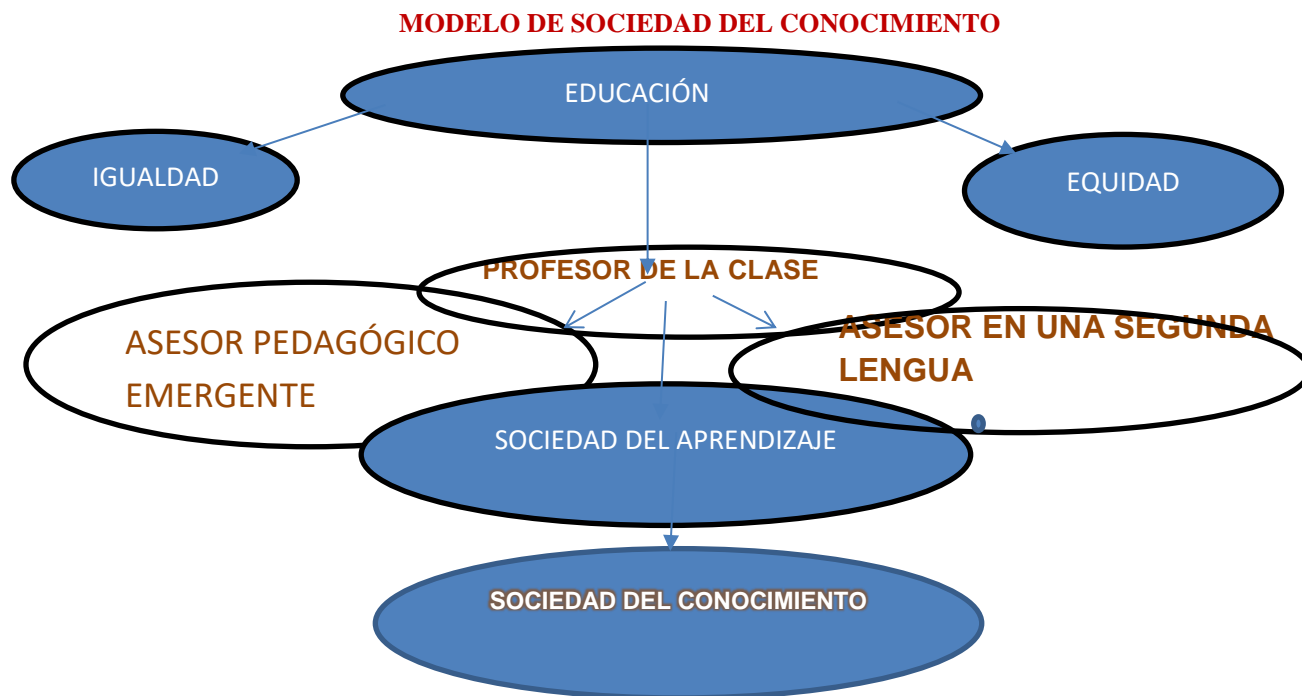 MODELO DE SOCIEDAD DEL CONOCIMIENTO
EDUCACIÓN
IGUALDAD
EQUIDAD
PROFESOR DE LA CLASE
ASESOR PEDAGÓGICO
EMERGENTE
ASESOR EN UNA SEGUNDA
LENGUA
SOCIEDAD DEL APRENDIZAJE
SOCIEDAD DEL CONOCIMIENTO